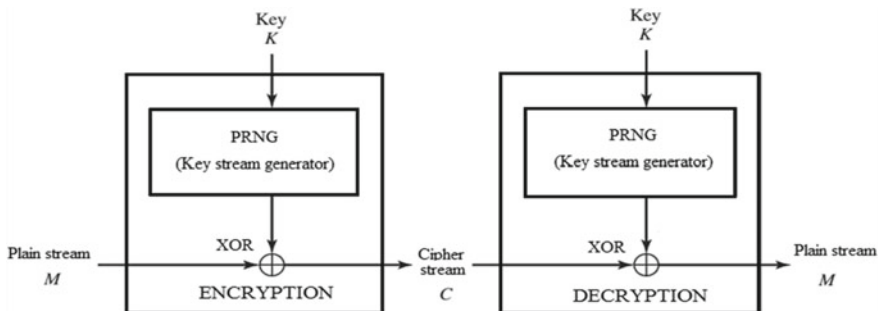 Key
K
PRNG
(Key stream generator)
Plain stream
M
XOR
ENCRYPTION
Cipher
stream
C
Key
K
PRNG
(Key stream generator)
XOR
DECRYPTION
Plain stream
M